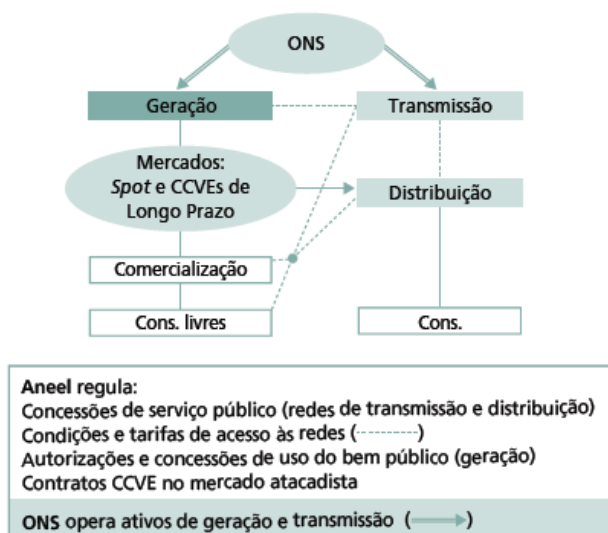 ONS
Geração
Transmissão
Mercados:
Spot e CCVEs de
Longo Prazo
Distribuição
Comercialização
Cons. livres
Cons.
Aneel regula:
Concessões de serviço público (redes de transmissão e distribuição)
Condições e tarifas de acesso às redes (----------)
Autorizações e concessões de uso do bem público (geração)
Contratos CCVE no mercado atacadista
ONS opera ativos de geração e transmissão (⟶)